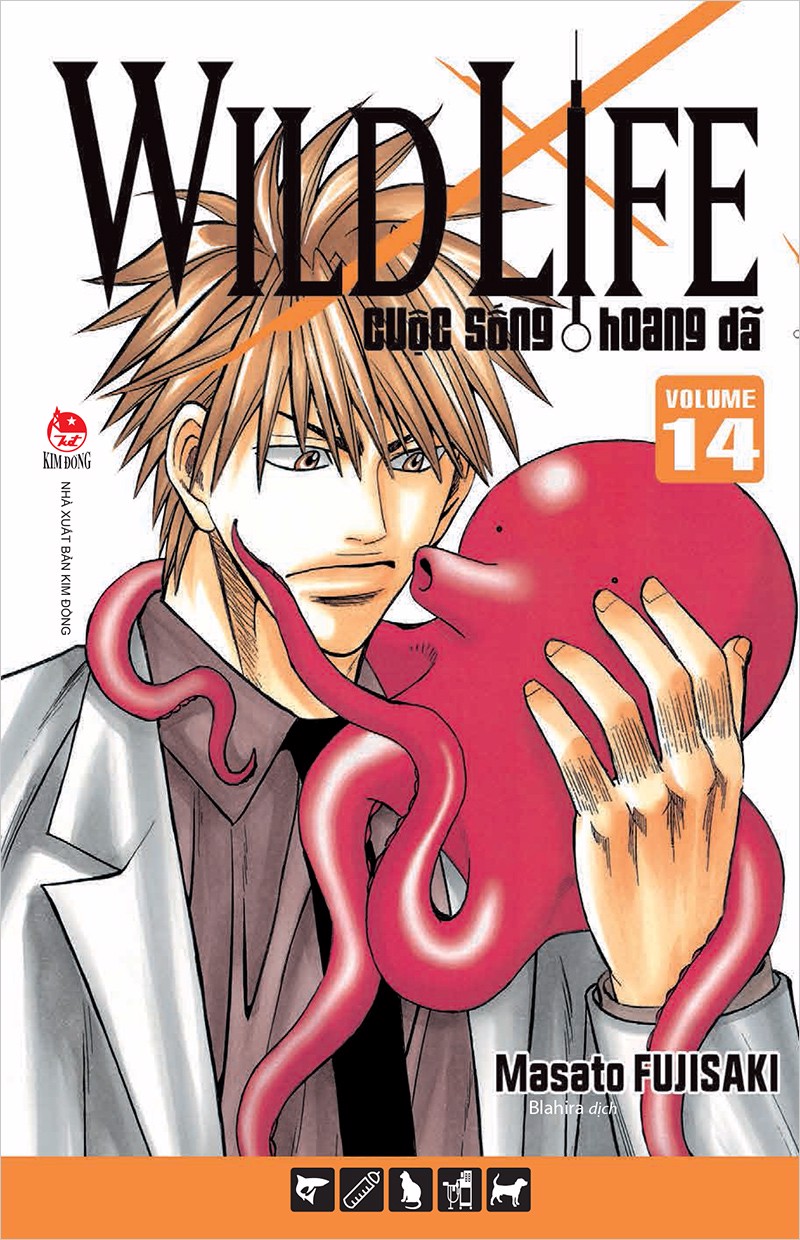 WILD LIFE
cuộc sống hoang dã
VOLUME
14
KIM ĐỒNG
NHÀ XUẤT BẢN KIM ĐỒNG
Masato FUJISAKI
Blahira dịch